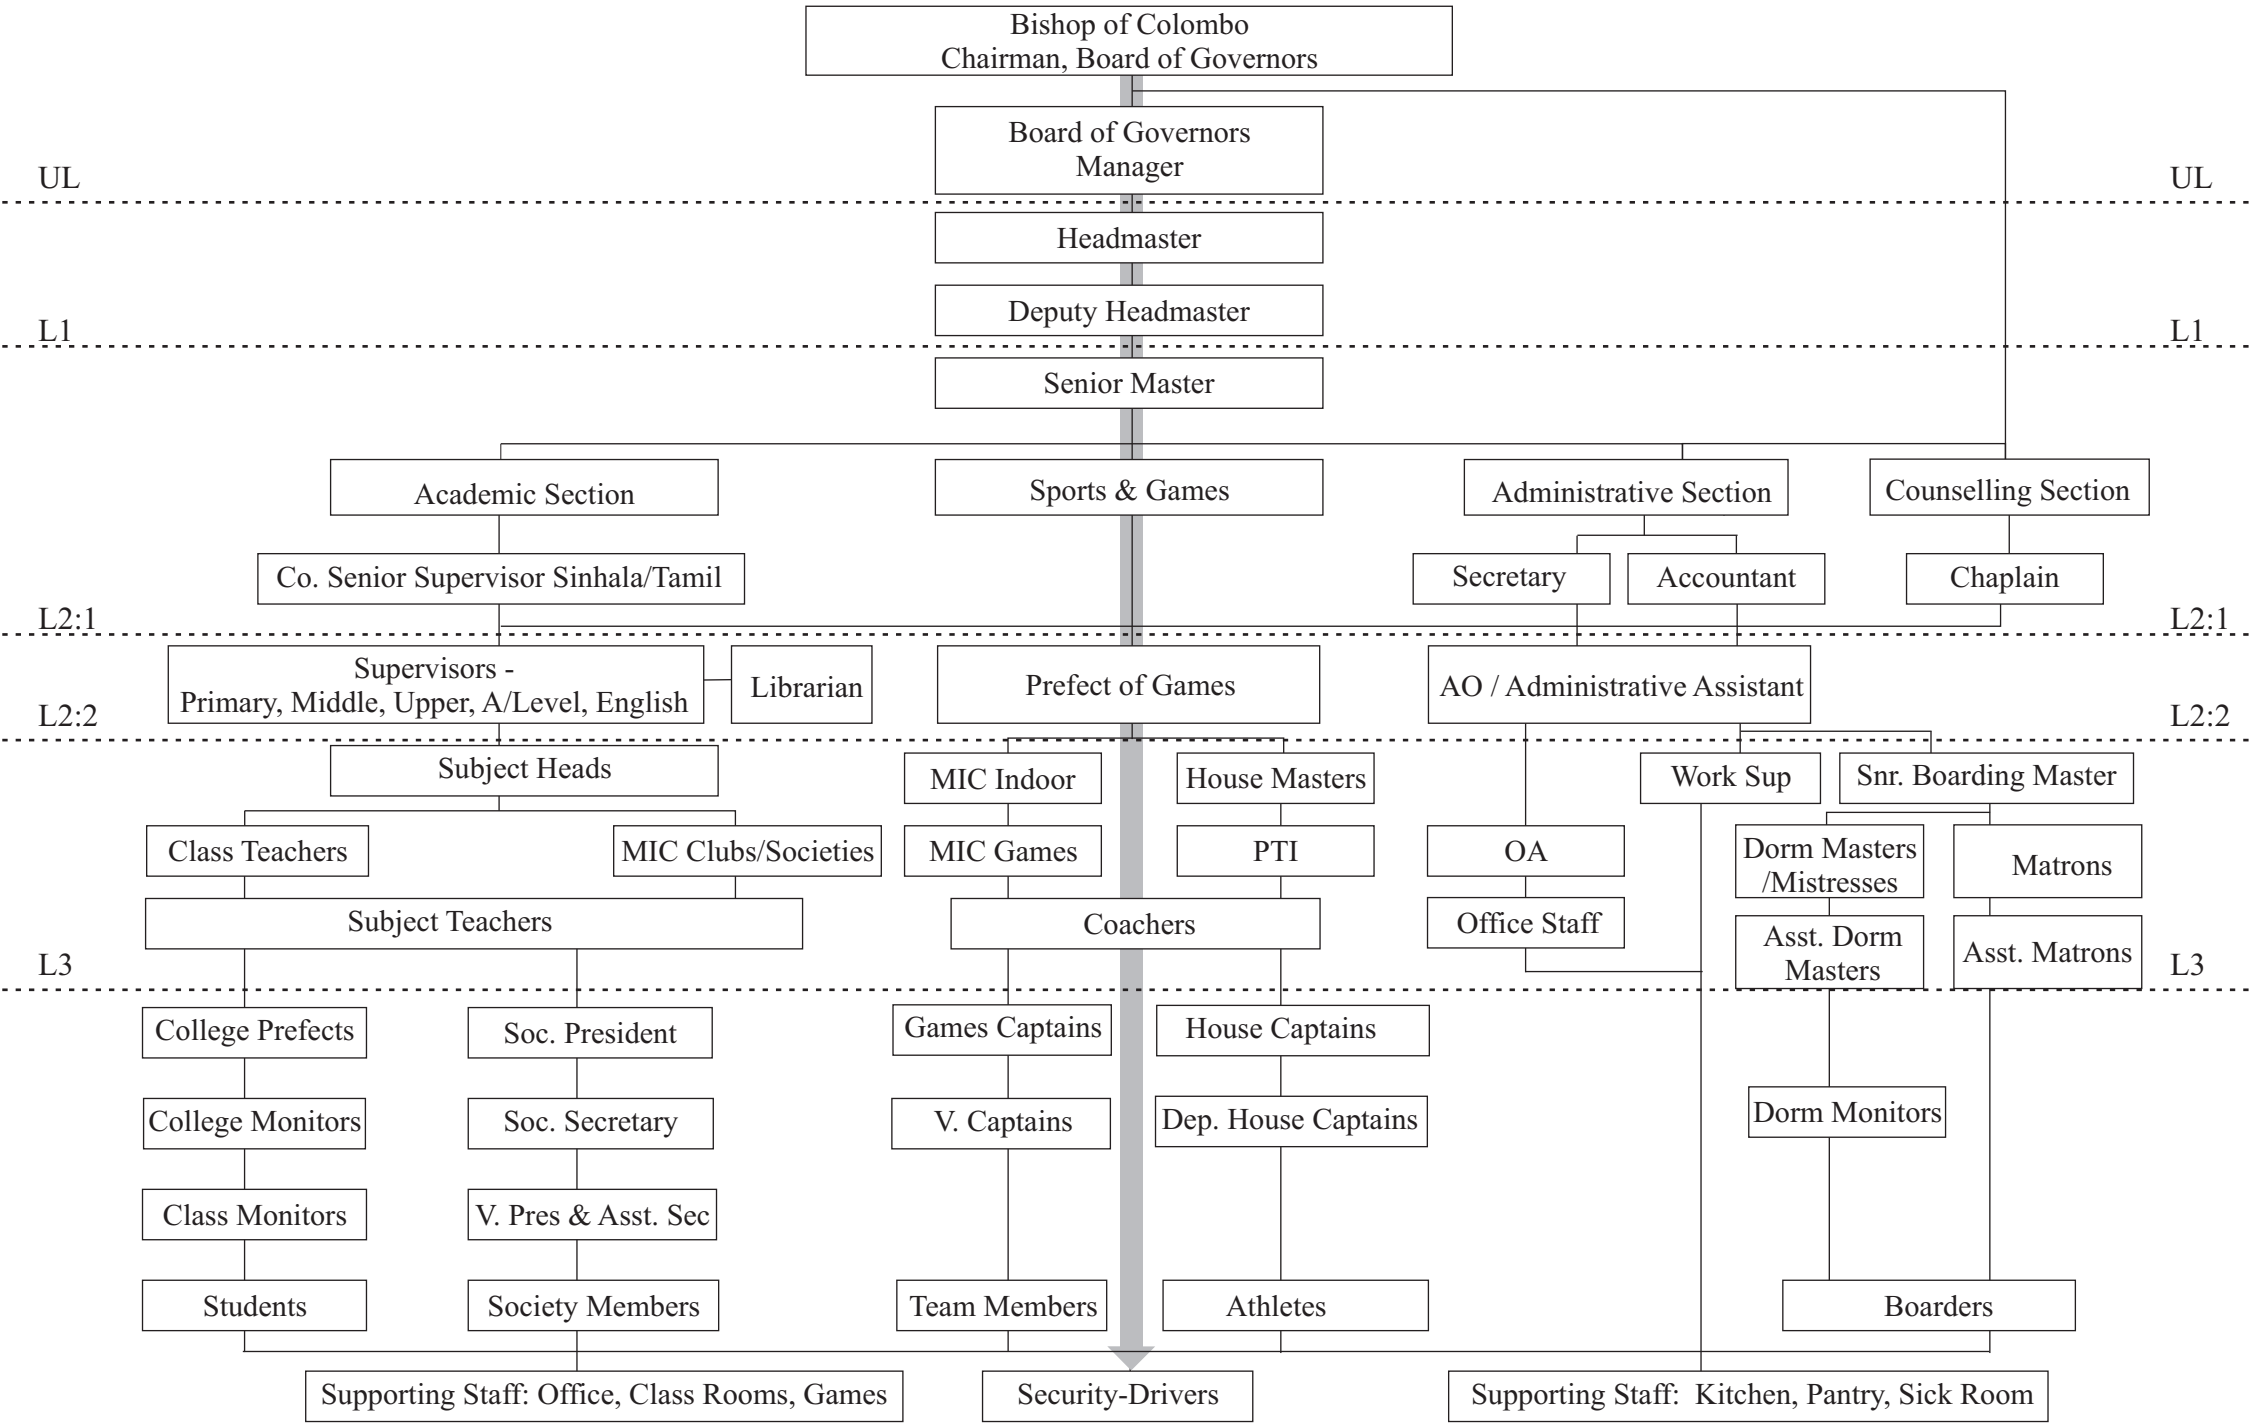 Bishop of Colombo
Chairman, Board of Governors
Board of Governors
Manager
UL
UL
Headmaster
Deputy Headmaster
L1
L1
Senior Master
Academic Section
Sports & Games
Administrative Section
Counselling Section
Co. Senior Supervisor Sinhala/Tamil
Secretary
Accountant
Chaplain
L2:1
L2:1
Supervisors -
Primary, Middle, Upper, A/Level, English
Librarian
Prefect of Games
AO / Administrative Assistant
L2:2
L2:2
Subject Heads
MIC Indoor
House Masters
Work Sup
Snr. Boarding Master
Class Teachers
MIC Clubs/Societies
MIC Games
PTI
OA
Dorm Masters
/Mistresses
Matrons
Subject Teachers
Coachers
Office Staff
Asst. Dorm
Masters
Asst. Matrons
L3
L3
College Prefects
Soc. President
Games Captains
House Captains
College Monitors
Soc. Secretary
V. Captains
Dep. House Captains
Dorm Monitors
Class Monitors
V. Pres & Asst. Sec
Students
Society Members
Team Members
Athletes
Boarders
Supporting Staff: Office, Class Rooms, Games
Security-Drivers
Supporting Staff:  Kitchen, Pantry, Sick Room